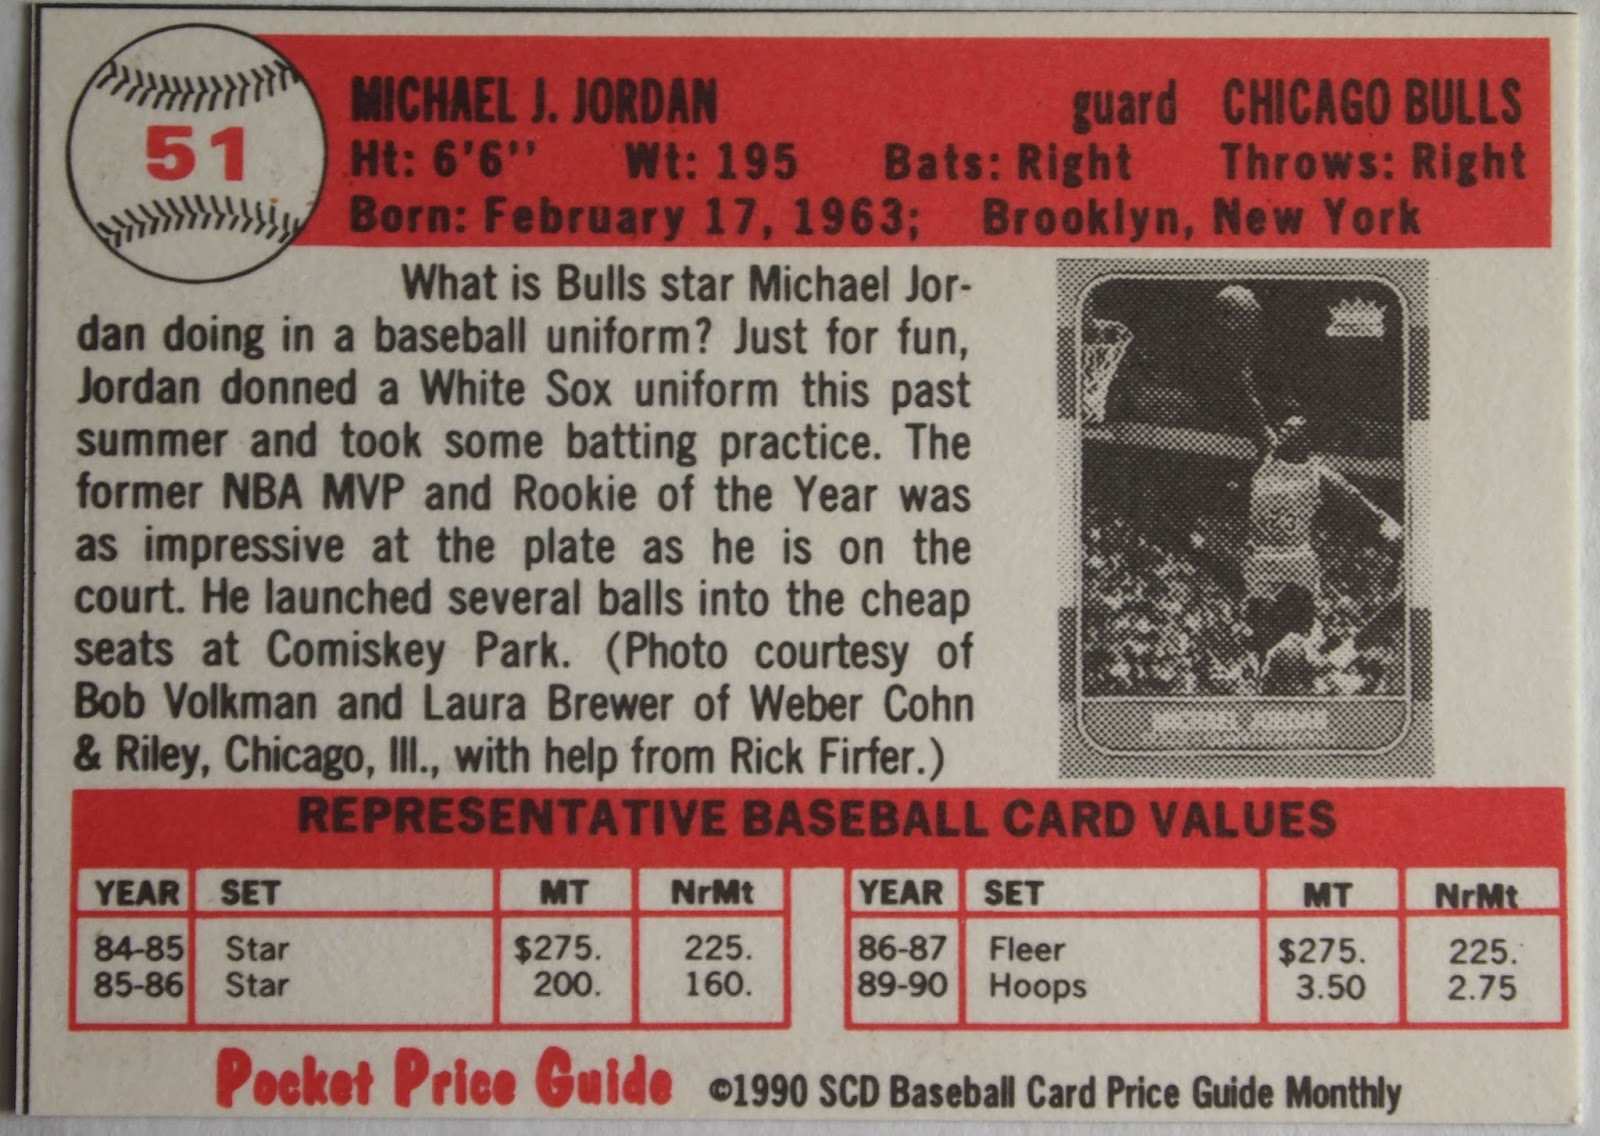 51
MICHAEL J. JORDAN guard CHICAGO BULLS
Ht: 6'6'' Wt: 195 Bats: Right Throws: Right
Born: February 17, 1963; Brooklyn, New York
What is Bulls star Michael Jor-
dan doing in a baseball uniform? Just for fun,
Jordan donned a White Sox uniform this past
summer and took some batting practice. The
former NBA MVP and Rookie of the Year was
as impressive at the plate as he is on the
court. He launched several balls into the cheap
seats at Comiskey Park. (Photo courtesy of
Bob Volkman and Laura Brewer of Weber Cohn
& Riley, Chicago, Ill., with help from Rick Firfer.)
MICHAEL JORDAN
REPRESENTATIVE BASEBALL CARD VALUES
YEAR SET MT NrMt YEAR SET MT NrMt
84-85 Star $275. 225. 86-87 Fleer $275. 225.
85-86 Star 200. 160. 89-90 Hoops 3.50 2.75
Pocket Price Guide ©1990 SCD Baseball Card Price Guide Monthly